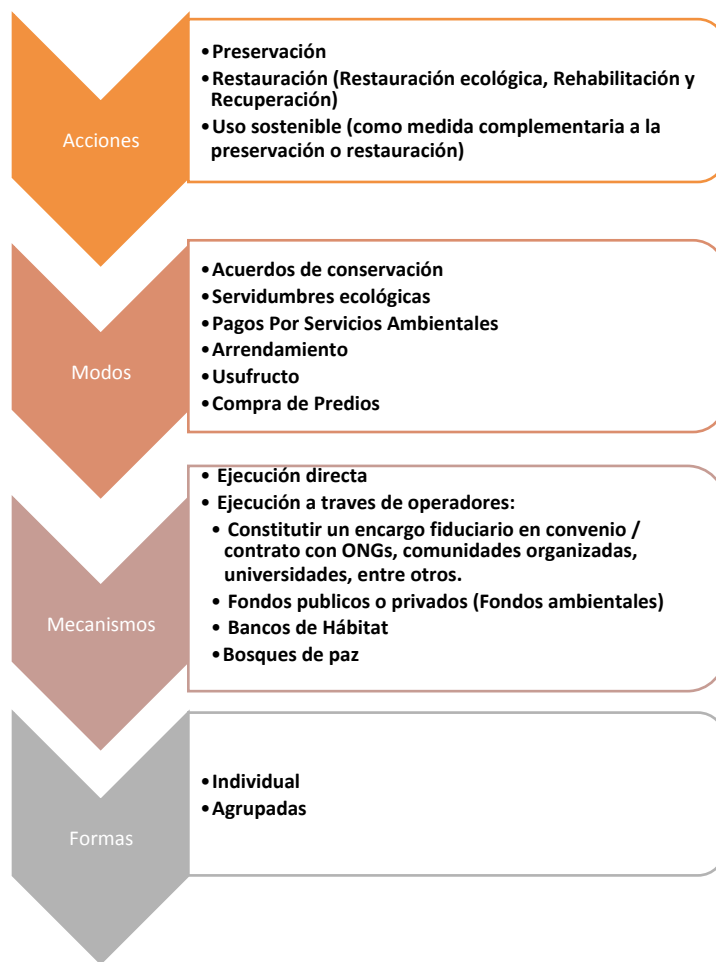 Acciones
•Preservación
•Restauración (Restauración ecológica, Rehabilitación y
Recuperación)
•Uso sostenible (como medida complementaria a la
preservación o restauración)
Modos
•Acuerdos de conservación
•Servidumbres ecológicas
•Pagos Por Servicios Ambientales
•Arrendamiento
•Usufructo
•Compra de Predios
Mecanismos
• Ejecución directa
• Ejecución a traves de operadores:
• Constitutir un encargo fiduciario en convenio /
contrato con ONGs, comunidades organizadas,
universidades, entre otros.
• Fondos publicos o privados (Fondos ambientales)
• Bancos de Hábitat
•Bosques de paz
Formas
•Individual
•Agrupadas